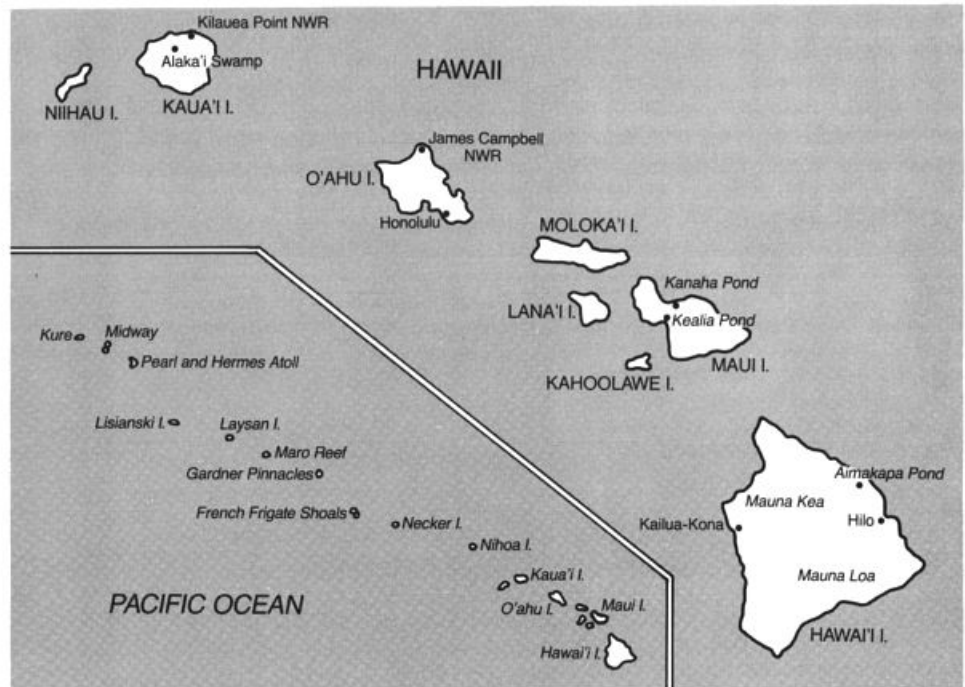 Kilauea Point NWR
Alaka'i Swamp
NIIHAU I.
KAUA'I I.
HAWAII
James Campbell
NWR
O'AHU I.
Honolulu
MOLOKA'I I.
Kanaha Pond
LANA'I I.
Kealia Pond
MAUI I.
KAHOOLAWE I.
Kure
Midway
Pearl and Hermes Atoll
Lisianski I.
Laysan I.
Maro Reef
Gardner Pinnacles
French Frigate Shoals
Necker I.
Nihoa I.
Kaua'i I.
O'ahu I.
Maui I.
Hawai'i I.
PACIFIC OCEAN
Aimakapa Pond
Mauna Kea
Kailua-Kona
Hilo
Mauna Loa
HAWAI'I I.